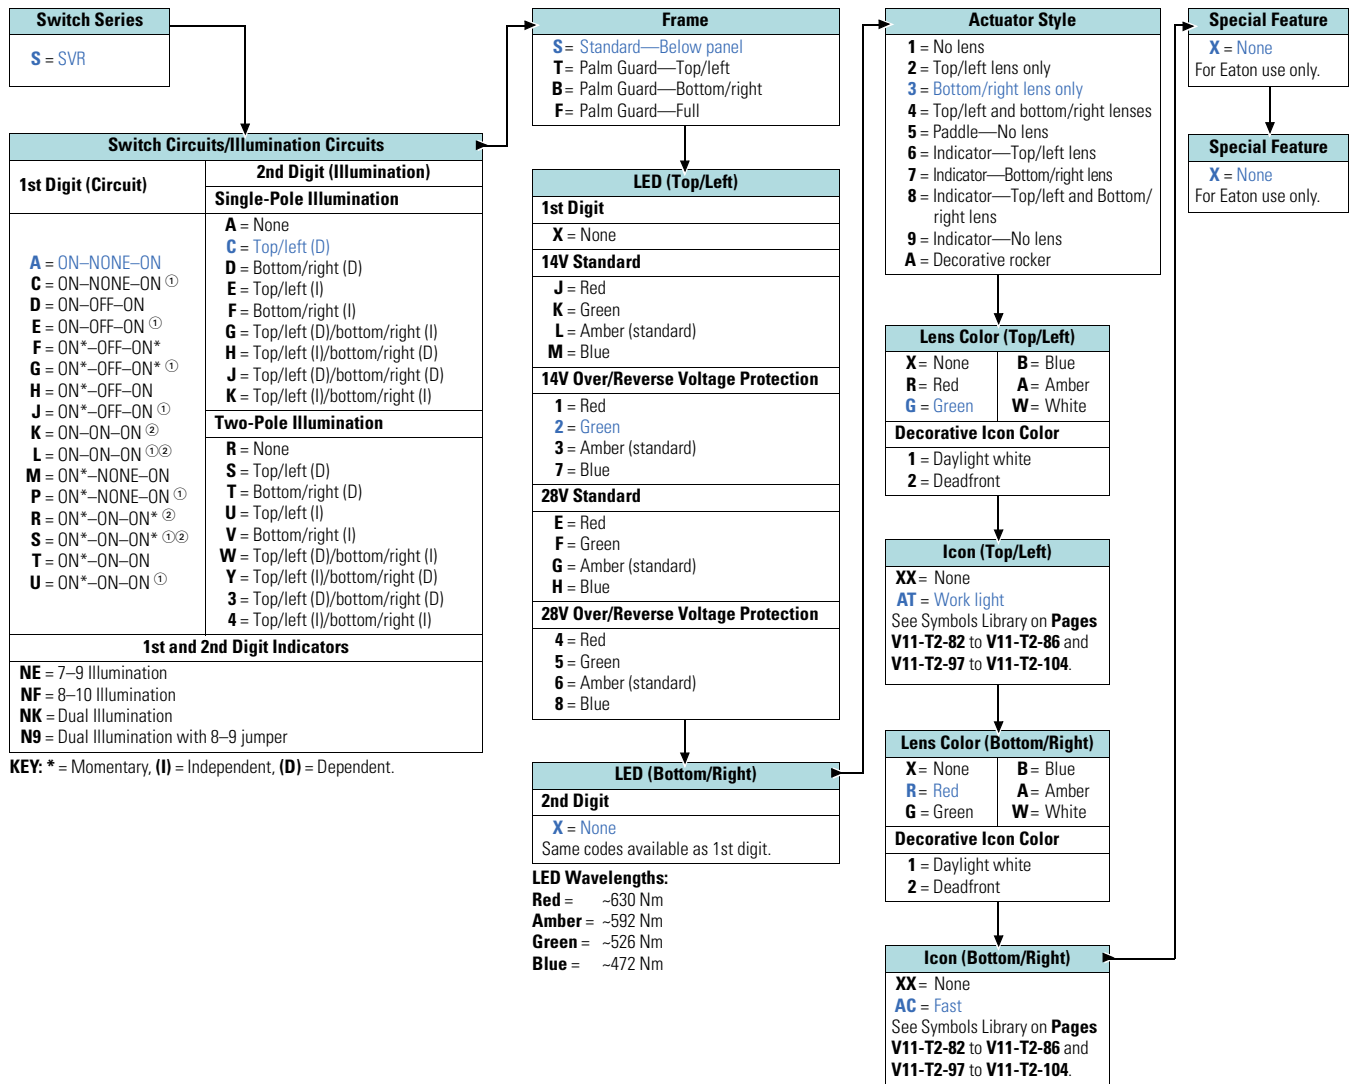 Switch Series
S = SVR
Switch Circuits/Illumination Circuits
1st Digit (Circuit)
A = ON–NONE–ON
C = ON–NONE–ON ①
D = ON–OFF–ON
E = ON–OFF–ON ①
F = ON*–OFF–ON*
G = ON*–OFF–ON* ①
H = ON*–OFF–ON
J = ON*–OFF–ON ①
K = ON–ON–ON ②
L = ON–ON–ON ①②
M = ON*–NONE–ON
P = ON*–NONE–ON ①
R = ON*–ON–ON* ②
S = ON*–ON–ON* ①②
T = ON*–ON–ON
U = ON*–ON–ON ①
2nd Digit (Illumination)
Single-Pole Illumination
A = None
C = Top/left (D)
D = Bottom/right (D)
E = Top/left (I)
F = Bottom/right (I)
G = Top/left (D)/bottom/right (I)
H = Top/left (I)/bottom/right (D)
J = Top/left (D)/bottom/right (D)
K = Top/left (I)/bottom/right (I)
Two-Pole Illumination
R = None
S = Top/left (D)
T = Bottom/right (D)
U = Top/left (I)
V = Bottom/right (I)
W = Top/left (D)/bottom/right (I)
Y = Top/left (I)/bottom/right (D)
3 = Top/left (D)/bottom/right (D)
4 = Top/left (I)/bottom/right (I)
1st and 2nd Digit Indicators
NE = 7–9 Illumination
NF = 8–10 Illumination
NK = Dual Illumination
N9 = Dual Illumination with 8–9 jumper
KEY: * = Momentary, (I) = Independent, (D) = Dependent.
Frame
S = Standard—Below panel
T = Palm Guard—Top/left
B = Palm Guard—Bottom/right
F = Palm Guard—Full
LED (Top/Left)
1st Digit
X = None
14V Standard
J = Red
K = Green
L = Amber (standard)
M = Blue
14V Over/Reverse Voltage Protection
1 = Red
2 = Green
3 = Amber (standard)
7 = Blue
28V Standard
E = Red
F = Green
G = Amber (standard)
H = Blue
28V Over/Reverse Voltage Protection
4 = Red
5 = Green
6 = Amber (standard)
8 = Blue
LED (Bottom/Right)
2nd Digit
X = None
Same codes available as 1st digit.
LED Wavelengths:
Red = ~630 Nm
Amber = ~592 Nm
Green = ~526 Nm
Blue = ~472 Nm
Actuator Style
1 = No lens
2 = Top/left lens only
3 = Bottom/right lens only
4 = Top/left and bottom/right lenses
5 = Paddle—No lens
6 = Indicator—Top/left lens
7 = Indicator—Bottom/right lens
8 = Indicator—Top/left and Bottom/
right lens
9 = Indicator—No lens
A = Decorative rocker
Lens Color (Top/Left)
X = None B = Blue
R = Red A = Amber
G = Green W = White
Decorative Icon Color
1 = Daylight white
2 = Deadfront
Icon (Top/Left)
XX = None
AT = Work light
See Symbols Library on Pages
V11-T2-82 to V11-T2-86 and
V11-T2-97 to V11-T2-104.
Lens Color (Bottom/Right)
X = None B = Blue
R = Red A = Amber
G = Green W = White
Decorative Icon Color
1 = Daylight white
2 = Deadfront
Icon (Bottom/Right)
XX = None
AC = Fast
See Symbols Library on Pages
V11-T2-82 to V11-T2-86 and
V11-T2-97 to V11-T2-104.
Special Feature
X = None
For Eaton use only.
Special Feature
X = None
For Eaton use only.